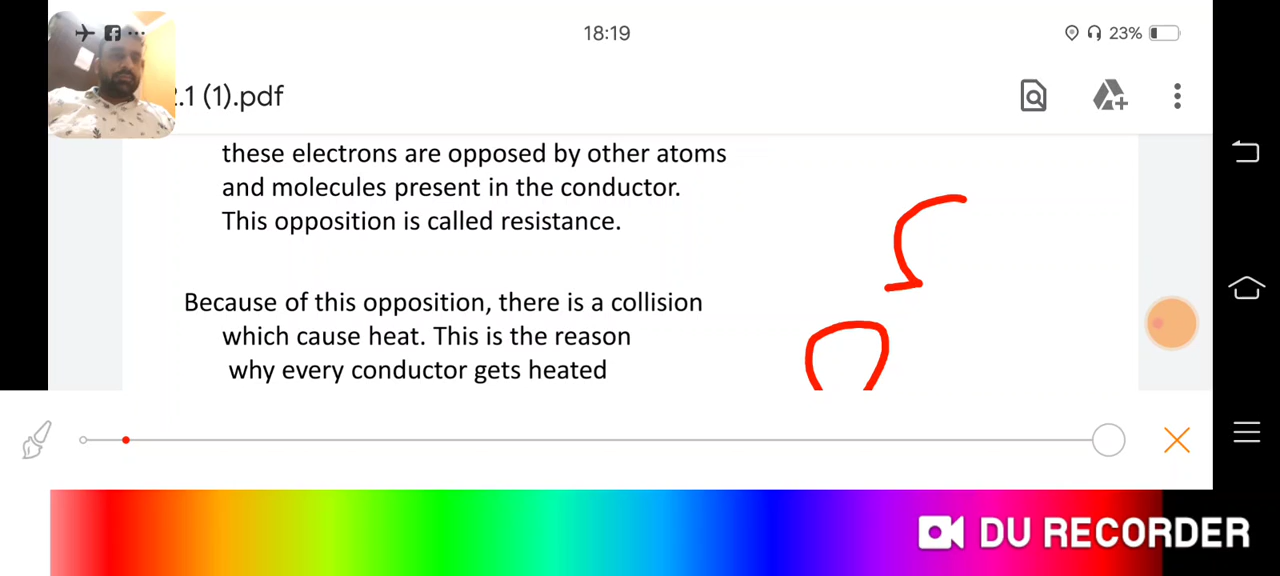 18:19
23%
2.1 (1).pdf
these electrons are opposed by other atoms
and molecules present in the conductor.
This opposition is called resistance.
Because of this opposition, there is a collision
which cause heat. This is the reason
why every conductor gets heated
DU RECORDER